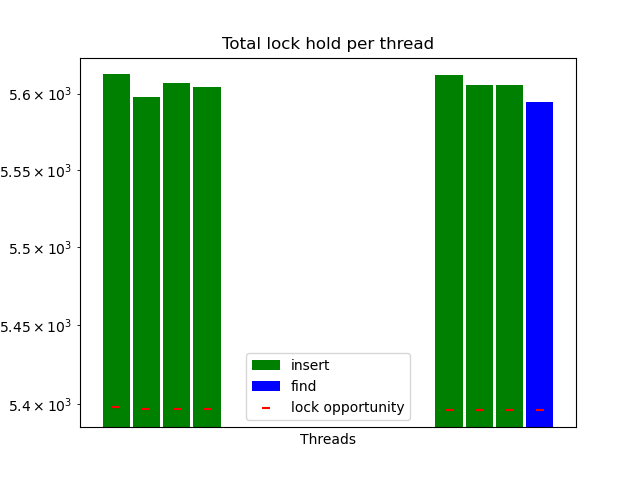 Total lock hold per thread
5.6 × 10³
5.55 × 10³
5.5 × 10³
5.45 × 10³
5.4 × 10³
insert
find
lock opportunity
Threads